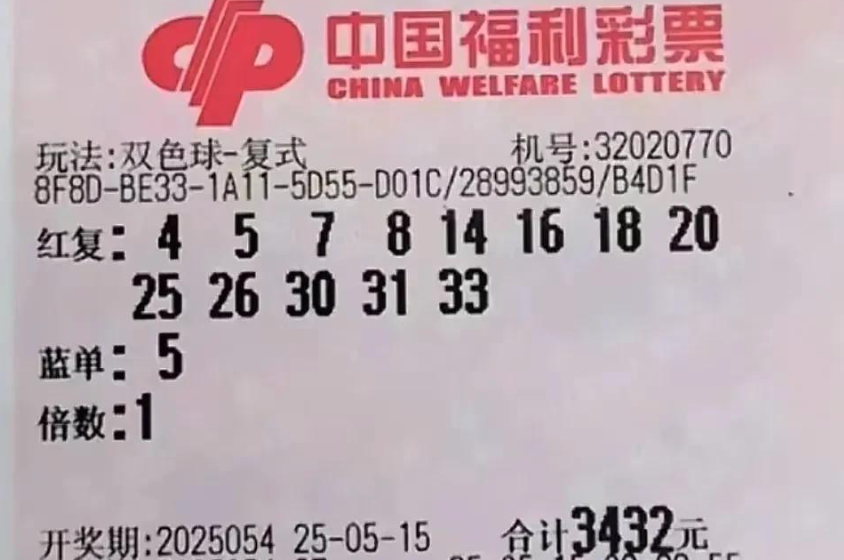 中国福利彩票
CHINA WELFARE LOTTERY
玩法:双色球-复式 机号:32020770
8F8D-BE33-1A11-5D55-D01C/28993859/B4D1F
红复: 4 5 7 8 14 16 18 20
25 26 30 31 33
蓝单: 5
倍数:1
开奖期:2025054 25-05-15 合计3432元